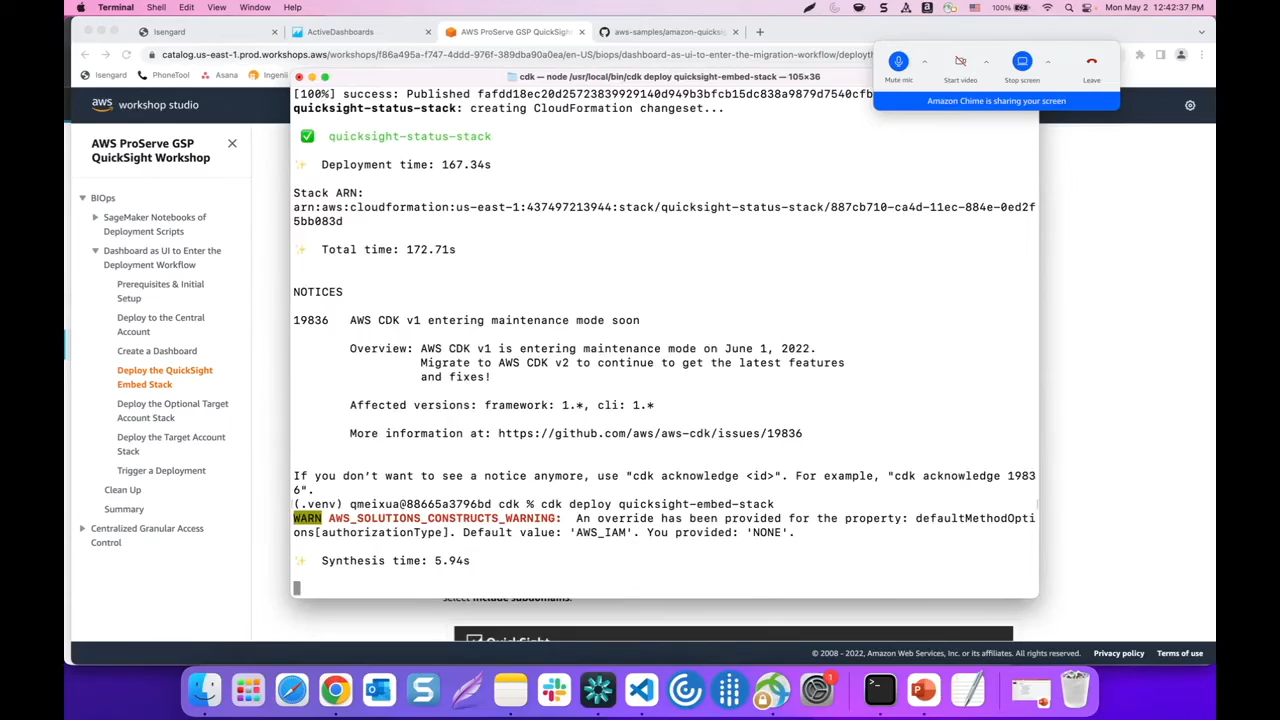 Terminal Shell Edit View Window Help
100% Mon May 2 12:42:37 PM
Isengard
ActiveDashboards
AWS ProServe GSP QuickSight
aws-samples/amazon-quicksig
catalog.us-east-1.prod.workshops.aws/workshops/f86a495a-f747-4ddd-976f-389dba90a0ea/en-US/biops/dashboard-as-ui-to-enter-the-migration-workflow/deployth
Isengard PhoneTool Asana Ingenii
Mute mic Start video Stop screen Leave
Amazon Chime is sharing your screen
cdk — node /usr/local/bin/cdk deploy quicksight-embed-stack — 105×36
aws workshop studio
AWS ProServe GSP
QuickSight Workshop
BIOps
SageMaker Notebooks of
Deployment Scripts
Dashboard as UI to Enter the
Deployment Workflow
Prerequisites & Initial
Setup
Deploy to the Central
Account
Create a Dashboard
Deploy the QuickSight
Embed Stack
Deploy the Optional Target
Account Stack
Deploy the Target Account
Stack
Trigger a Deployment
Clean Up
Summary
Centralized Granular Access
Control
[100%] success: Published fafdd18ec20d2572383992914​0d949b3bfcb15dc838a9879d7540cfb
quicksight-status-stack: creating CloudFormation changeset...
✅ quicksight-status-stack
✨ Deployment time: 167.34s
Stack ARN:
arn:aws:cloudformation:us-east-1:437497213944:stack/quicksight-status-stack/887cb710-ca4d-11ec-884e-0ed2f
5bb083d
✨ Total time: 172.71s
NOTICES
19836 AWS CDK v1 entering maintenance mode soon
Overview: AWS CDK v1 is entering maintenance mode on June 1, 2022.
Migrate to AWS CDK v2 to continue to get the latest features
and fixes!
Affected versions: framework: 1.*, cli: 1.*
More information at: https://github.com/aws/aws-cdk/issues/19836
If you don't want to see a notice anymore, use "cdk acknowledge <id>". For example, "cdk acknowledge 1983
6".
(.venv) qmeixua@88665a3796bd cdk % cdk deploy quicksight-embed-stack
WARN AWS_SOLUTIONS_CONSTRUCTS_WARNING: An override has been provided for the property: defaultMethodOpti
ons[authorizationType]. Default value: 'AWS_IAM'. You provided: 'NONE'.
✨ Synthesis time: 5.94s
select include subdomains.
QuickSight
© 2008 - 2022, Amazon Web Services, Inc. or its affiliates. All rights reserved. Privacy policy Terms of use
1